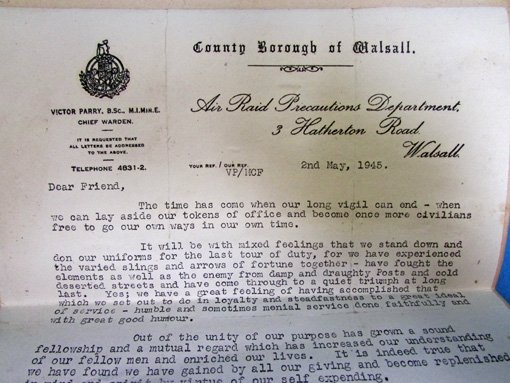 County Borough of Walsall.
VICTOR PARRY, B.Sc., M.I.MIN.E.
CHIEF WARDEN.
IT IS REQUESTED THAT
ALL LETTERS BE ADDRESSED
TO THE ABOVE.
TELEPHONE 4831-2.
Air Raid Precautions Department,
3 Hatherton Road,
Walsall.
YOUR REF./OUR REF.
VP/MCF
2nd May, 1945.
Dear Friend,
The time has come when our long vigil can end - when
we can lay aside our tokens of office and become once more civilians
free to go our own ways in our own time.
It will be with mixed feelings that we stand down and
don our uniforms for the last tour of duty, for we have experienced
the varied slings and arrows of fortune together - have fought the
elements as well as the enemy from damp and draughty Posts and cold
deserted streets and have come through to a quiet triumph at long
last. Yes; we have a great feeling of having accomplished that
which we set out to do in loyalty and steadfastness to a great ideal
of service - humble and sometimes menial service done faithfully and
with great good humour.
Out of the unity of our purpose has grown a sound
fellowship and a mutual regard which has increased our understanding
of our fellow men and enriched our lives. It is indeed true that
we have found we have gained by all our giving and become replenished
in mind and spirit by virtue of our self expending.